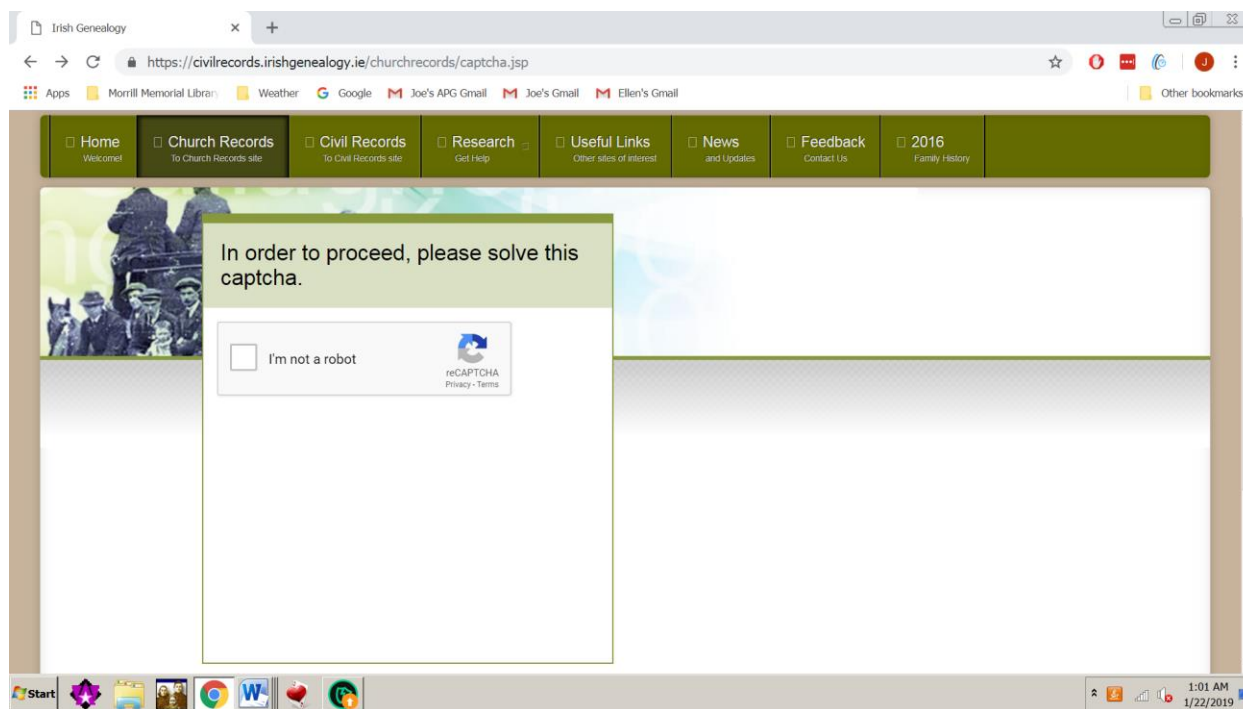 Irish Genealogy
https://civilrecords.irishgenealogy.ie/churchrecords/captcha.jsp
Apps Morrill Memorial Librar Weather Google Joe's APG Gmail Joe's Gmail Ellen's Gmail Other bookmarks
Home Church Records Civil Records Research Useful Links News Feedback 2016
Welcome! To Church Records site To Civil Records site Get Help Other sites of interest and Updates Contact Us Family History
In order to proceed, please solve this
captcha.
I'm not a robot
reCAPTCHA
Privacy - Terms
Start
1:01 AM
1/22/2019